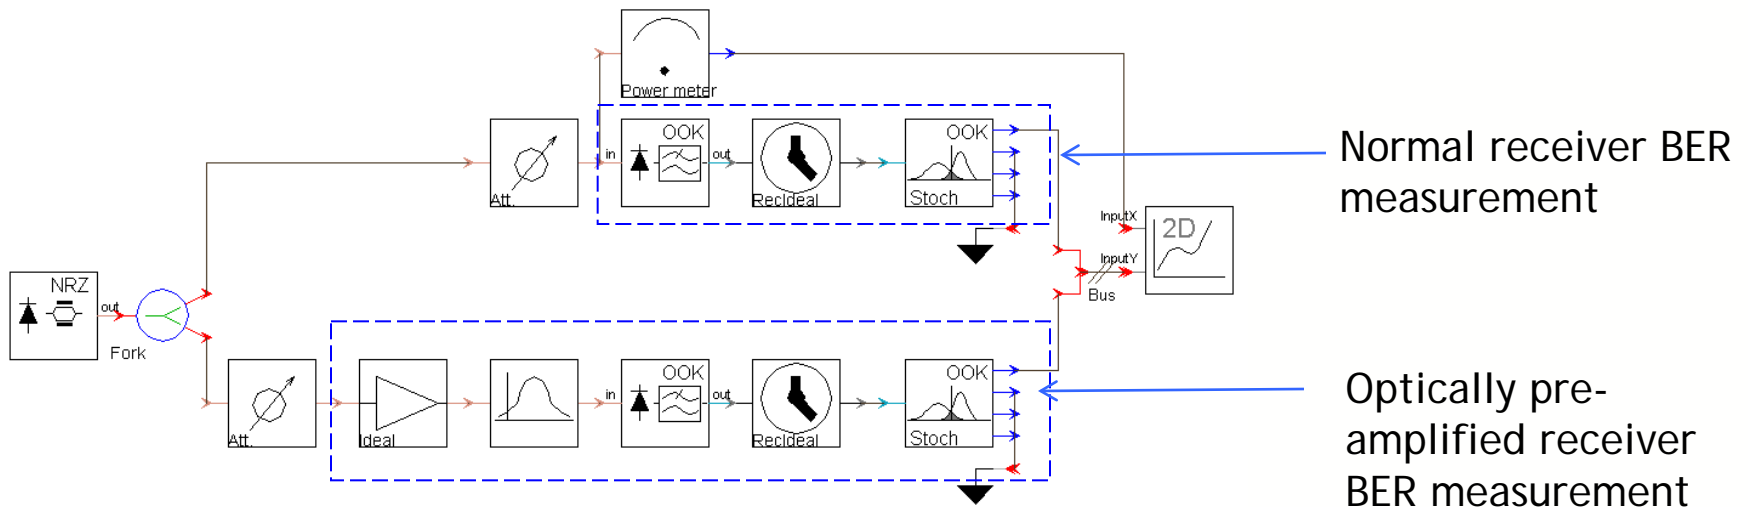 Power meter
OOK
OOK
in
out
Att.
RecIdeal
Stoch
Normal receiver BER
measurement
InputX
2D
InputY
Bus
NRZ
out
Fork
OOK
OOK
in
out
Att.
Ideal
RecIdeal
Stoch
Optically pre-
amplified receiver
BER measurement